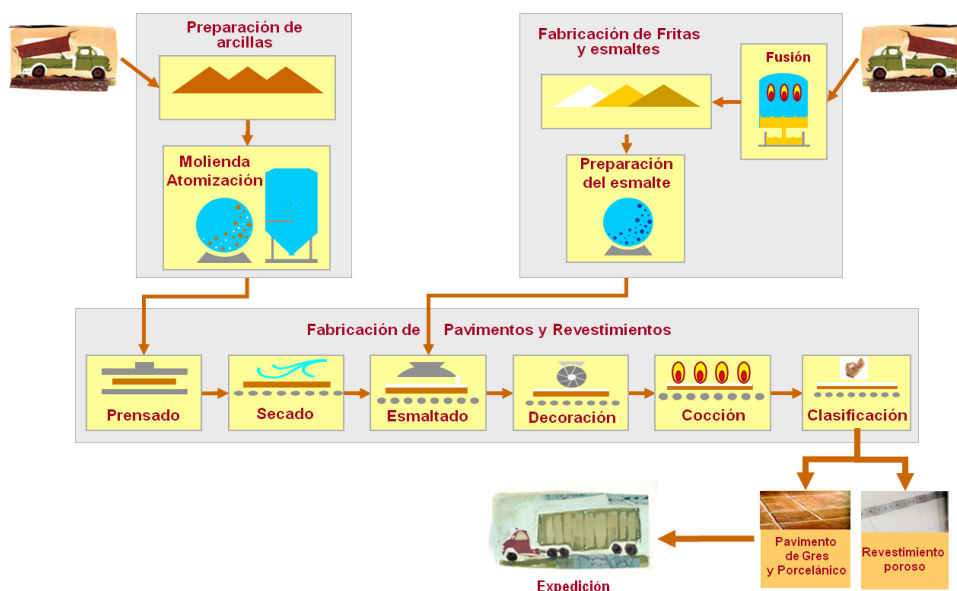 Preparación de
arcillas
Molienda
Atomización
Fabricación de Fritas
y esmaltes
Fusión
Preparación
del esmalte
Fabricación de Pavimentos y Revestimientos
Prensado
Secado
Esmaltado
Decoración
Cocción
Clasificación
Pavimento
de Gres
y Porcelánico
Revestimiento
poroso
Expedición